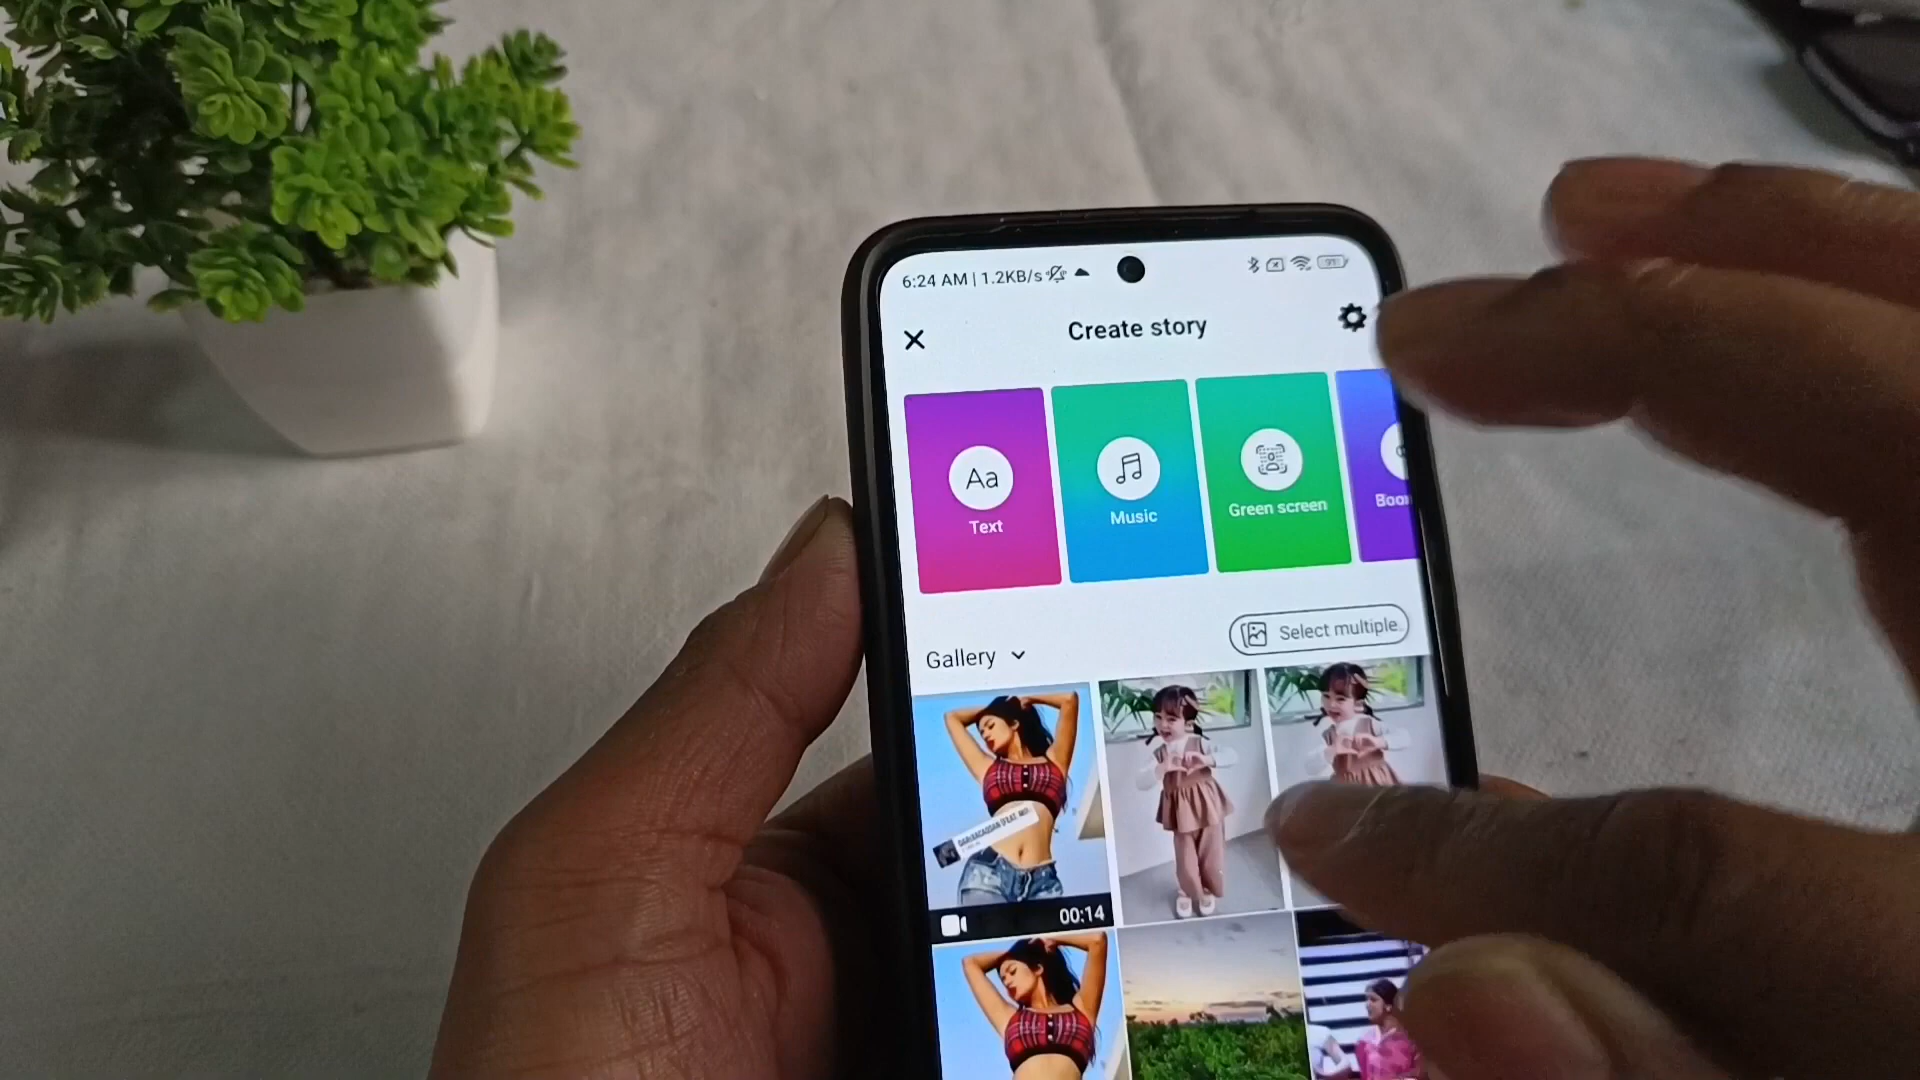 6:24 AM | 1.2KB/s
Create story
Aa
Text
Music
Green screen
Gallery
Select multiple
00:14